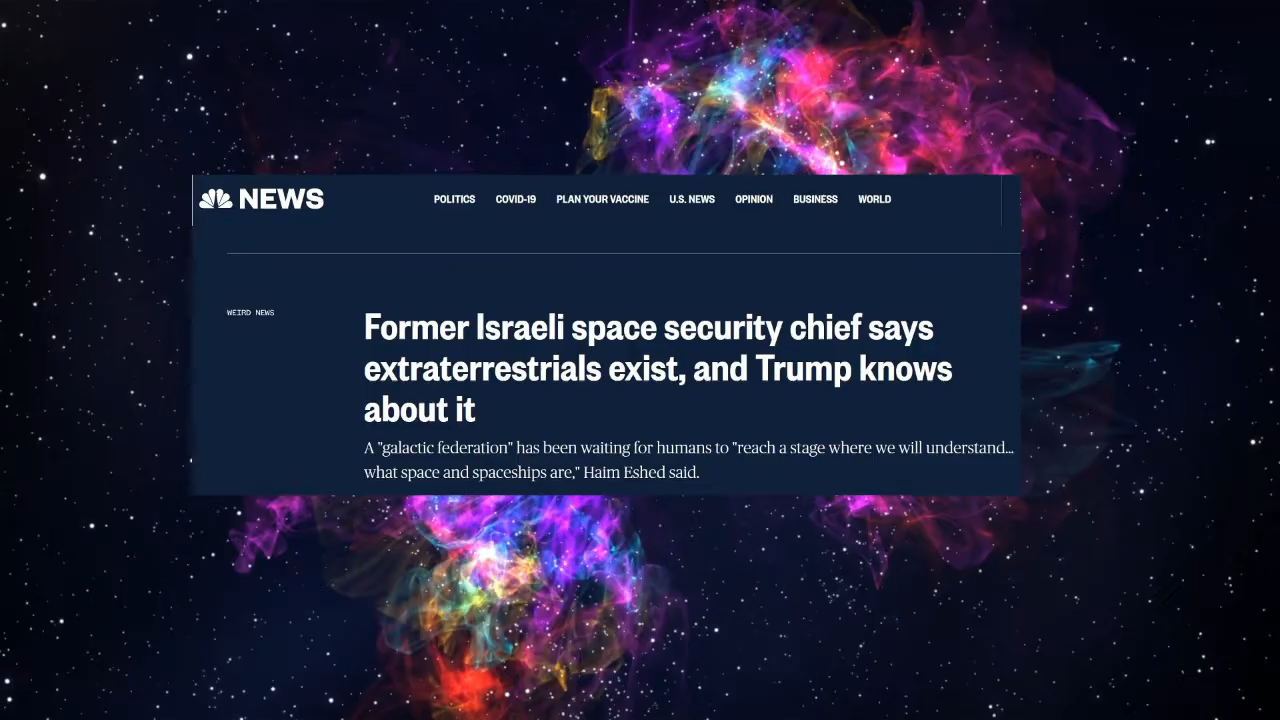 NEWS
POLITICS COVID-19 PLAN YOUR VACCINE U.S. NEWS OPINION BUSINESS WORLD
WEIRD NEWS
Former Israeli space security chief says
extraterrestrials exist, and Trump knows
about it
A "galactic federation" has been waiting for humans to "reach a stage where we will understand...
what space and spaceships are," Haim Eshed said.